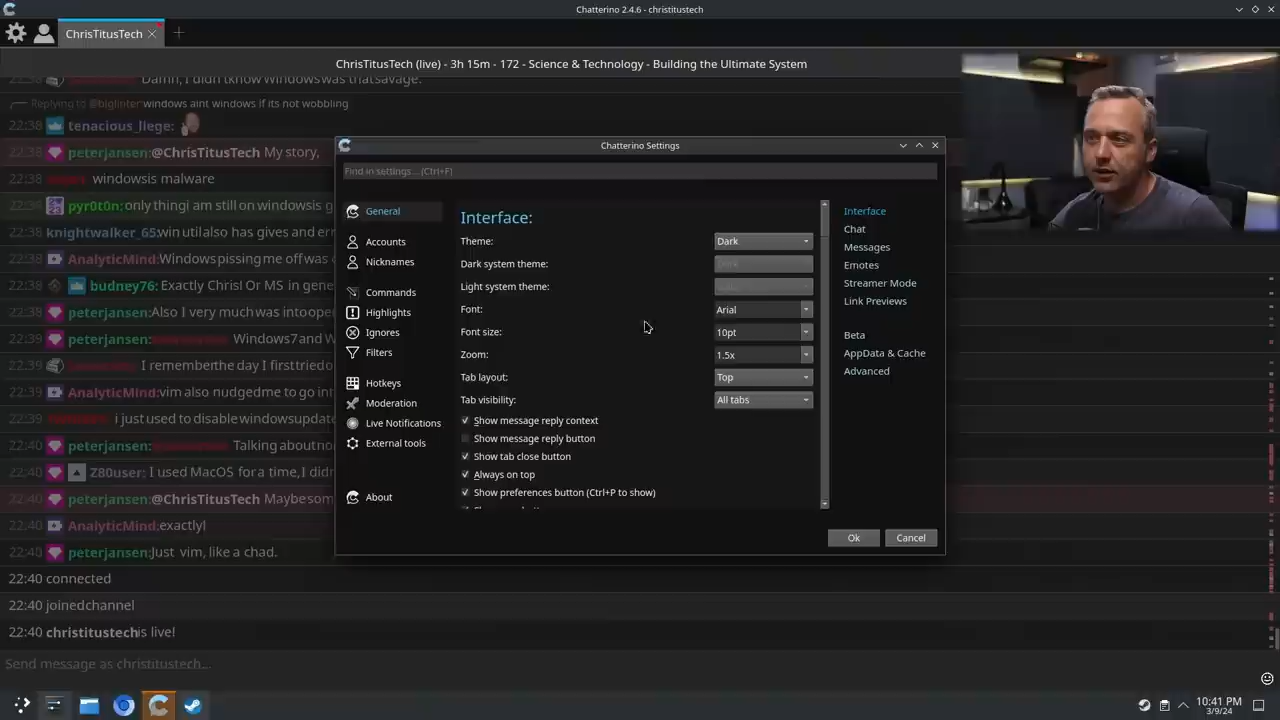 Chatterino 2.4.6 - christitustech
ChrisTitusTech
ChrisTitusTech (live) - 3h 15m - 172 - Science & Technology - Building the Ultimate System
Damn, I didn'tknow Windows was that savage.
Replying to @biglinter: windows aint windows if its not wobbling
22:38 tenacious_liege:
22:38 peterjansen:@ChrisTitusTech My story,
22:38 windowsis malware
22:38 pyr0t0n: only thingi am still on windowsis g
22:38 knightwalker_65:win util also has gives and err
22:38 AnalyticMind:Windows pissing me off was
22:38 budney76: Exactly Chris! Or MS in gene
22:38 peterjansen:Also I very much was into ope
22:39 peterjansen: Windows7 and W
22:39 I rememberthe day I firsttried o
22:39 AnalyticMind:vim also nudged me to go in
22:39 i just used to disable windowsupdat
22:40 peterjansen: Talking about no
22:40 Z80user: I used MacOS for a time, I didn
22:40 peterjansen:@ChrisTitusTech Maybe som
22:40 AnalyticMind:exactly!
22:40 peterjansen:Just vim, like a chad.
22:40 connected
22:40 joined channel
22:40 christitustech is live!
Send message as christitustech...
Chatterino Settings
Find in settings... (Ctrl+F)
General
Accounts
Nicknames
Commands
Highlights
Ignores
Filters
Hotkeys
Moderation
Live Notifications
External tools
About
Interface:
Theme: Dark
Dark system theme: Dark
Light system theme:
Font: Arial
Font size: 10pt
Zoom: 1.5x
Tab layout: Top
Tab visibility: All tabs
Show message reply context
Show message reply button
Show tab close button
Always on top
Show preferences button (Ctrl+P to show)
Interface
Chat
Messages
Emotes
Streamer Mode
Link Previews
Beta
AppData & Cache
Advanced
Ok
Cancel
10:41 PM
3/9/24